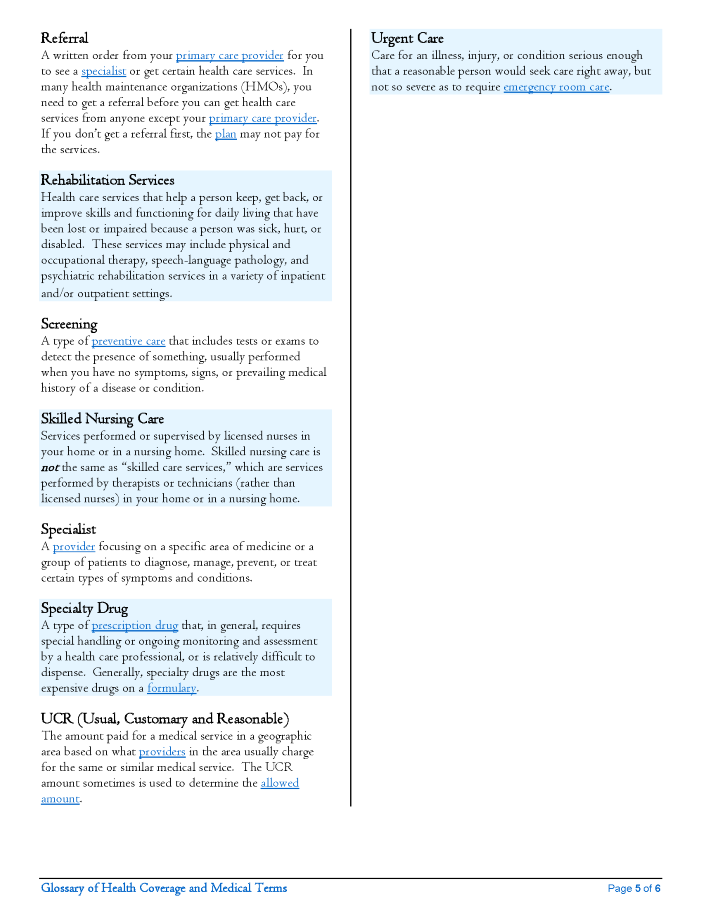 Referral
A written order from your primary care provider for you
to see a specialist or get certain health care services.  In
many health maintenance organizations (HMOs), you
need to get a referral before you can get health care
services from anyone except your primary care provider.
If you don't get a referral first, the plan may not pay for
the services.
Rehabilitation Services
Health care services that help a person keep, get back, or
improve skills and functioning for daily living that have
been lost or impaired because a person was sick, hurt, or
disabled.  These services may include physical and
occupational therapy, speech-language pathology, and
psychiatric rehabilitation services in a variety of inpatient
and/or outpatient settings.
Screening
A type of preventive care that includes tests or exams to
detect the presence of something, usually performed
when you have no symptoms, signs, or prevailing medical
history of a disease or condition.
Skilled Nursing Care
Services performed or supervised by licensed nurses in
your home or in a nursing home.  Skilled nursing care is
not the same as “skilled care services,” which are services
performed by therapists or technicians (rather than
licensed nurses) in your home or in a nursing home.
Specialist
A provider focusing on a specific area of medicine or a
group of patients to diagnose, manage, prevent, or treat
certain types of symptoms and conditions.
Specialty Drug
A type of prescription drug that, in general, requires
special handling or ongoing monitoring and assessment
by a health care professional, or is relatively difficult to
dispense.  Generally, specialty drugs are the most
expensive drugs on a formulary.
UCR (Usual, Customary and Reasonable)
The amount paid for a medical service in a geographic
area based on what providers in the area usually charge
for the same or similar medical service.  The UCR
amount sometimes is used to determine the allowed
amount.
Urgent Care
Care for an illness, injury, or condition serious enough
that a reasonable person would seek care right away, but
not so severe as to require emergency room care.
Glossary of Health Coverage and Medical Terms
Page 5 of 6